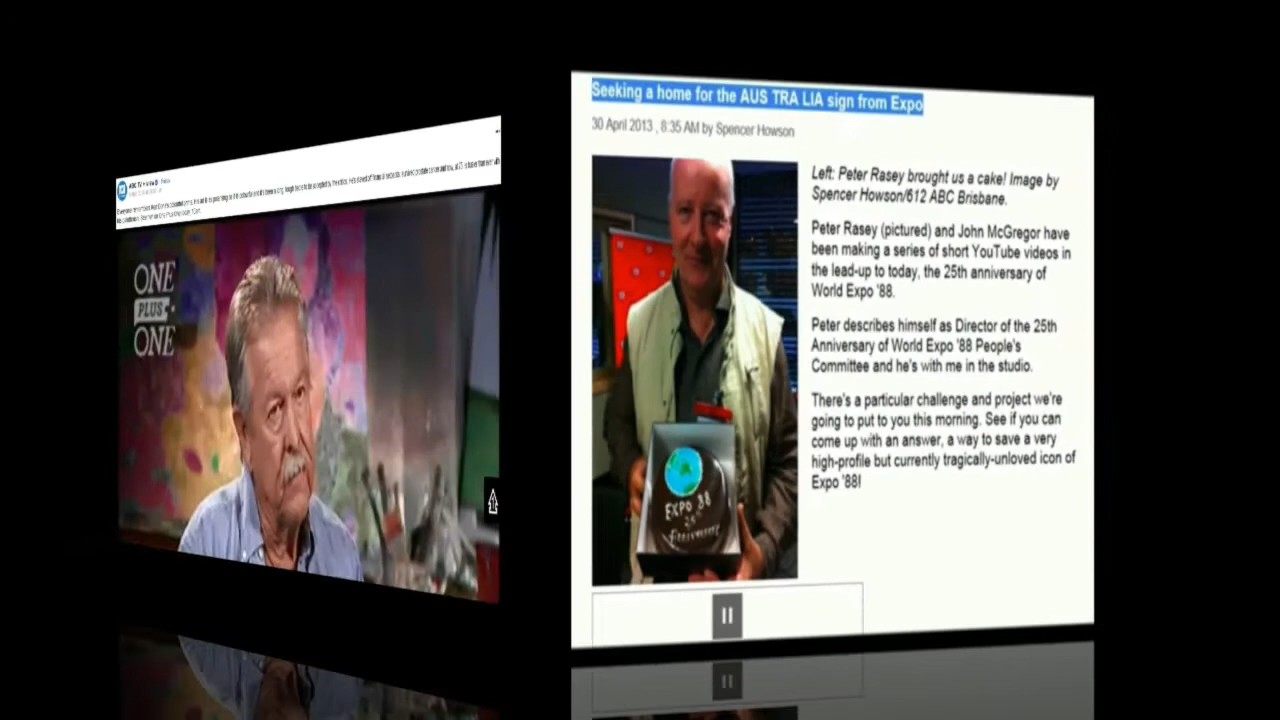 ABC TV + iview
ONE
PLUS
ONE
Seeking a home for the AUS TRA LIA sign from Expo
30 April 2013 , 8:35 AM by Spencer Howson
Left: Peter Rasey brought us a cake! Image by
Spencer Howson/612 ABC Brisbane.
Peter Rasey (pictured) and John McGregor have
been making a series of short YouTube videos in
the lead-up to today, the 25th anniversary of
World Expo '88.
Peter describes himself as Director of the 25th
Anniversary of World Expo '88 People's
Committee and he's with me in the studio.
There's a particular challenge and project we're
going to put to you this morning. See if you can
come up with an answer, a way to save a very
high-profile but currently tragically-unloved icon of
Expo '88!
EXPO 88
25th
Anniversary